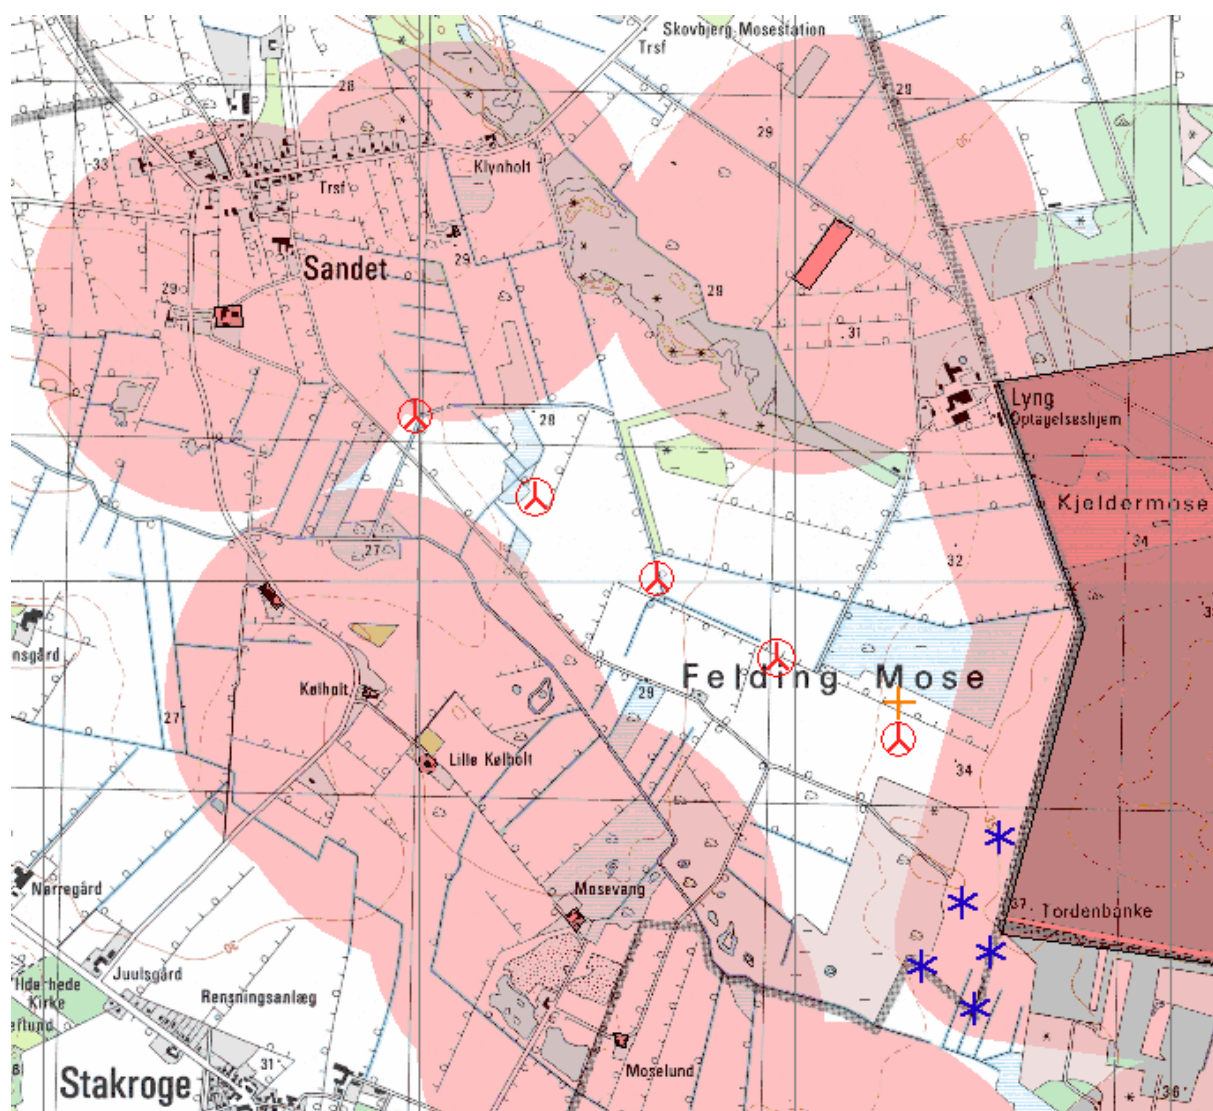 Skovbjerg Mosestation
Trsf
28
29
29
33
Klynholt
Trsf
29
Sandet
29
28
31
Lyng
Optagelseshjem
28
Kjeldermose
34
27
32
nsgård
Felding Mose
Kølholt
29
27
Lille Kølholt
34
Mosevang
Nørregård
37
Tordenbanke
Juulsgård
Kirke
Rensningsanlæg
31
Moselund
Stakroge
36